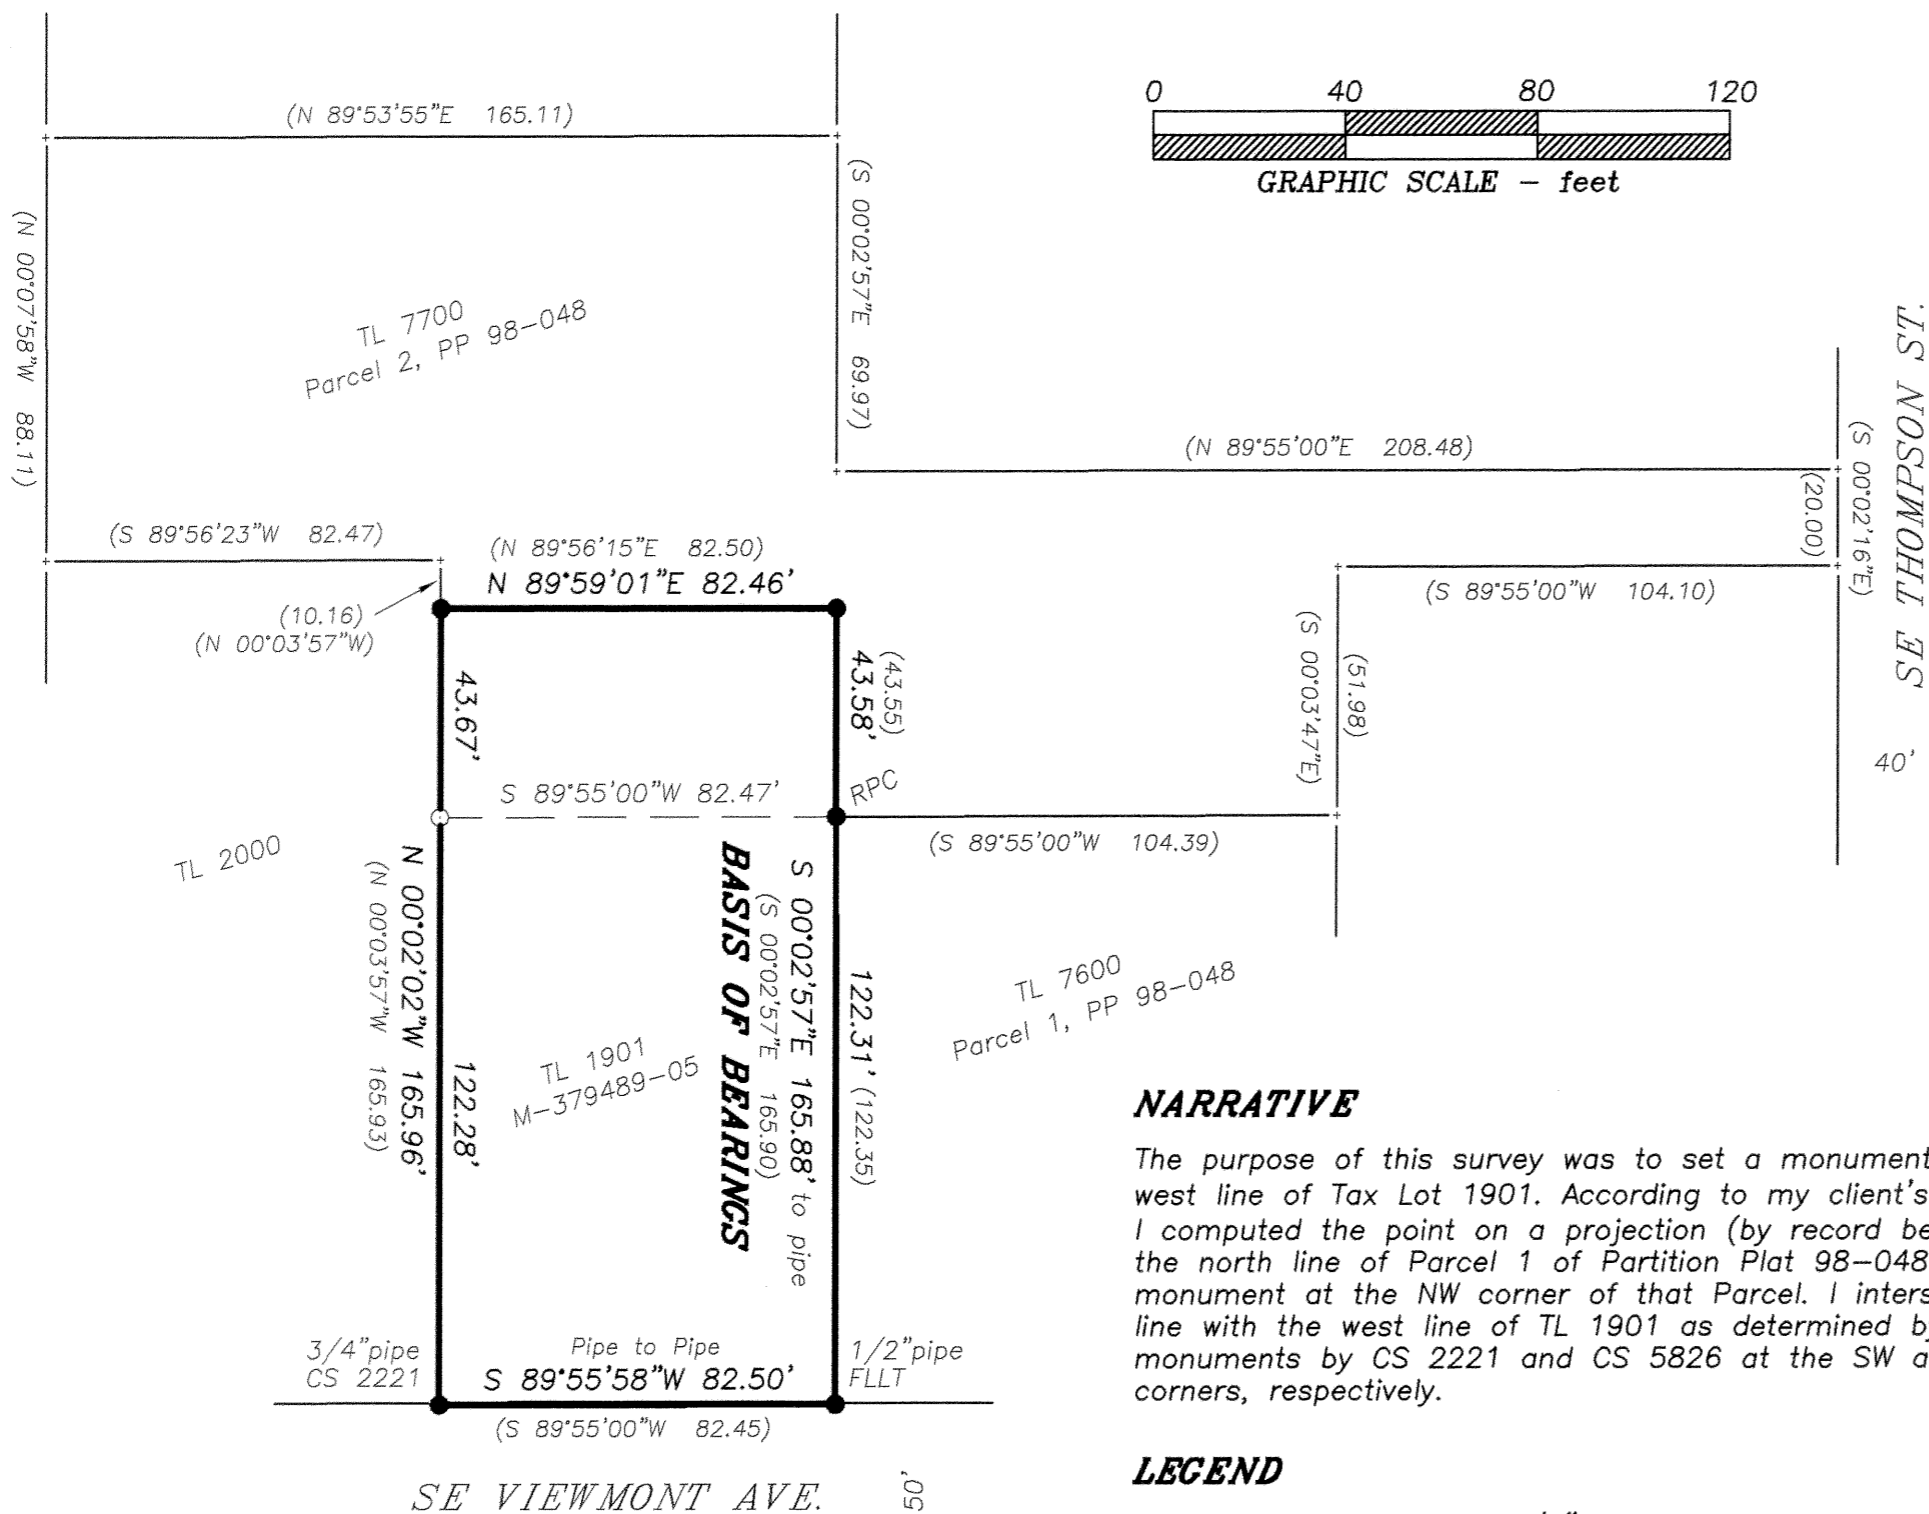 0 40 80 120
GRAPHIC SCALE – feet
(N 89°53'55"E 165.11)
(N 00°07'58"W 88.11)
(S 00°02'57"E 69.97)
TL 7700
Parcel 2, PP 98-048
(N 89°55'00"E 208.48)
(S 00°02'16"E)
(20.00)
SE THOMPSON ST.
40'
(S 89°56'23"W 82.47)
(N 89°56'15"E 82.50)
N 89°59'01"E 82.46'
(10.16)
(N 00°03'57"W)
(S 89°55'00"W 104.10)
(S 00°03'47"E)
(51.98)
43.67'
43.58'
(43.55)
RPC
S 89°55'00"W 82.47'
(S 89°55'00"W 104.39)
TL 2000
N 00°02'02"W 165.96'
(N 00°03'57"W 165.93)
122.28'
TL 1901
M-379489-05
BASIS OF BEARINGS
S 00°02'57"E 165.88' to pipe
(S 00°02'57"E 165.90)
122.31' (122.35)
TL 7600
Parcel 1, PP 98-048
3/4"pipe
CS 2221
Pipe to Pipe
S 89°55'58"W 82.50'
(S 89°55'00"W 82.45)
1/2"pipe
FLLT
SE VIEWMONT AVE.
50'
NARRATIVE
The purpose of this survey was to set a monument
west line of Tax Lot 1901. According to my client's
I computed the point on a projection (by record be
the north line of Parcel 1 of Partition Plat 98-048
monument at the NW corner of that Parcel. I inters
line with the west line of TL 1901 as determined b
monuments by CS 2221 and CS 5826 at the SW a
corners, respectively.
LEGEND